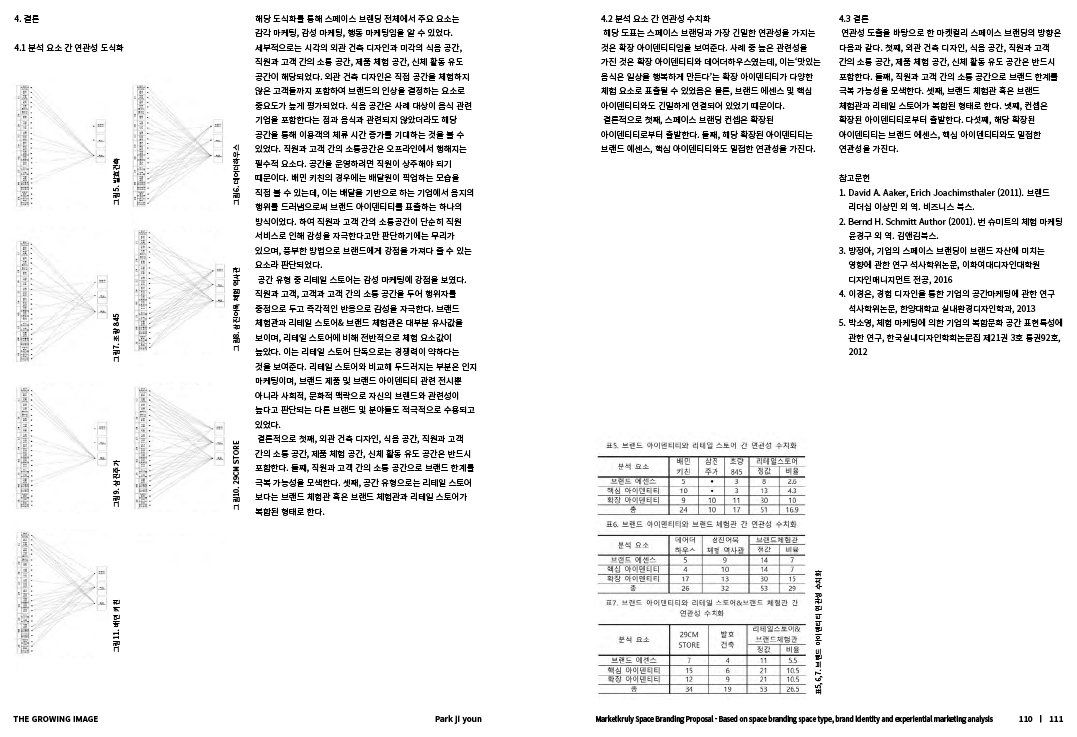 4. 결론
4.1 분석 요소 간 연관성 도식화
그림5. 발효건축
그림6. 데어더하우스
그림7. 조랑 845
그림8. 삼진어묵 체험 역사관
그림9. 삼진주가
그림10. 29CM STORE
그림11. 배민 키친
해당 도식화를 통해 스페이스 브랜딩 전체에서 주요 요소는
감각 마케팅, 감성 마케팅, 행동 마케팅임을 알 수 있었다.
세부적으로는 시각의 외관 건축 디자인과 미각의 식음 공간,
직원과 고객 간의 소통 공간, 제품 체험 공간, 신체 활동 유도
공간이 해당되었다. 외관 건축 디자인은 직접 공간을 체험하지
않은 고객들까지 포함하여 브랜드의 인상을 결정하는 요소로
중요도가 높게 평가되었다. 식음 공간은 사례 대상이 음식 관련
기업을 포함한다는 점과 음식과 관련되지 않았더라도 해당
공간을 통해 이용객의 체류 시간 증가를 기대하는 것을 볼 수
있었다. 직원과 고객 간의 소통공간은 오프라인에서 행해지는
필수적 요소다. 공간을 운영하려면 직원이 상주해야 되기
때문이다. 배민 키친의 경우에는 배달원이 픽업하는 모습을
직접 볼 수 있는데, 이는 배달을 기반으로 하는 기업에서 음지의
행위를 드러냄으로써 브랜드 아이덴티티를 표출하는 하나의
방식이었다. 하여 직원과 고객 간의 소통공간이 단순히 직원
서비스로 인해 감성을 자극한다고만 판단하기에는 무리가
있으며, 풍부한 방법으로 브랜드에게 강점을 가져다 줄 수 있는
요소라 판단되었다.
공간 유형 중 리테일 스토어는 감성 마케팅에 강점을 보였다.
직원과 고객, 고객과 고객 간의 소통 공간을 두어 행위자를
중점으로 두고 즉각적인 반응으로 감성을 자극한다. 브랜드
체험관과 리테일 스토어& 브랜드 체험관은 대부분 유사값을
보이며, 리테일 스토어에 비해 전반적으로 체험 요소값이
높았다. 이는 리테일 스토어 단독으로는 경쟁력이 약하다는
것을 보여준다. 리테일 스토어와 비교해 두드러지는 부분은 인지
마케팅이며, 브랜드 제품 및 브랜드 아이덴티티 관련 전시뿐
아니라 사회적, 문화적 맥락으로 자신의 브랜드와 관련성이
높다고 판단되는 다른 브랜드 및 분야들도 적극적으로 수용되고
있었다.
결론적으로 첫째, 외관 건축 디자인, 식음 공간, 직원과 고객
간의 소통 공간, 제품 체험 공간, 신체 활동 유도 공간은 반드시
포함한다. 둘째, 직원과 고객 간의 소통 공간으로 브랜드 한계를
극복 가능성을 모색한다. 셋째, 공간 유형으로는 리테일 스토어
보다는 브랜드 체험관 혹은 브랜드 체험관과 리테일 스토어가
복합된 형태로 한다.
4.2 분석 요소 간 연관성 수치화
해당 도표는 스페이스 브랜딩과 가장 긴밀한 연관성을 가지는
것은 확장 아이덴티티임을 보여준다. 사례 중 높은 관련성을
가진 것은 확장 아이덴티티와 데어더하우스였는데, 이는‘맛있는
음식은 일상을 행복하게 만든다’는 확장 아이덴티티가 다양한
체험 요소로 표출될 수 있었음은 물론, 브랜드 에센스 및 핵심
아이덴티티와도 긴밀하게 연결되어 있었기 때문이다.
결론적으로 첫째, 스페이스 브랜딩 컨셉은 확장된
아이덴티티로부터 출발한다. 둘째, 해당 확장된 아이덴티티는
브랜드 에센스, 핵심 아이덴티티와도 밀접한 연관성을 가진다.
표5. 브랜드 아이덴티티와 리테일 스토어 간 연관성 수치화
분석 요소 배민 키친 삼진 주가 조랑 845 리테일스토어 정값 비율
브랜드 에센스 5 • 3 8 2.6
핵심 아이덴티티 10 • 3 13 4.3
확장 아이덴티티 9 10 11 30 10
총 24 10 17 51 16.9
표6. 브랜드 아이덴티티와 브랜드 체험관 간 연관성 수치화
분석 요소 데어더 하우스 삼진어묵 체험 역사관 브랜드체험관 정값 비율
브랜드 에센스 5 9 14 7
핵심 아이덴티티 4 10 14 7
확장 아이덴티티 17 13 30 15
총 26 32 53 29
표7. 브랜드 아이덴티티와 리테일 스토어&브랜드 체험관 간
연관성 수치화
분석 요소 29CM STORE 발효 건축 리테일스토어& 브랜드체험관 정값 비율
브랜드 에센스 7 4 11 5.5
핵심 아이덴티티 15 6 21 10.5
확장 아이덴티티 12 9 21 10.5
총 34 19 53 26.5
표5,6,7. 브랜드 아이덴티티 연관성 수치화
4.3 결론
연관성 도출을 바탕으로 한 마켓컬리 스페이스 브랜딩의 방향은
다음과 같다. 첫째, 외관 건축 디자인, 식음 공간, 직원과 고객
간의 소통 공간, 제품 체험 공간, 신체 활동 유도 공간은 반드시
포함한다. 둘째, 직원과 고객 간의 소통 공간으로 브랜드 한계를
극복 가능성을 모색한다. 셋째, 브랜드 체험관 혹은 브랜드
체험관과 리테일 스토어가 복합된 형태로 한다. 넷째, 컨셉은
확장된 아이덴티티로부터 출발한다. 다섯째, 해당 확장된
아이덴티티는 브랜드 에센스, 핵심 아이덴티티와도 밀접한
연관성을 가진다.
참고문헌
1. David A. Aaker, Erich Joachimsthaler (2011). 브랜드
리더십 이상민 외 역. 비즈니스 북스.
2. Bernd H. Schmitt Author (2001). 번 슈미트의 체험 마케팅
윤경구 외 역. 김앤김북스.
3. 방정아, 기업의 스페이스 브랜딩이 브랜드 자산에 미치는
영향에 관한 연구 석사학위논문, 이화여대디자인대학원
디자인매니지먼트 전공, 2016
4. 이경은, 경험 디자인을 통한 기업의 공간마케팅에 관한 연구
석사학위논문, 한양대학교 실내환경디자인학과, 2013
5. 박소영, 체험 마케팅에 의한 기업의 복합문화 공간 표현특성에
관한 연구, 한국실내디자인학회논문집 제21권 3호 통권92호,
2012
THE GROWING IMAGE
Park Ji youn
Marketkruly Space Branding Proposal - Based on space branding space type, brand identity and experiential marketing analysis
110 | 111